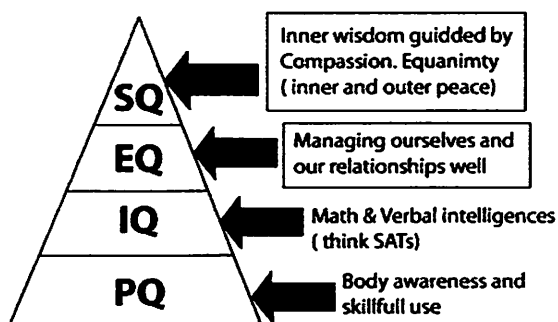 SQ
Inner wisdom guidded by
Compassion. Equanimty
( inner and outer peace)
EQ
Managing ourselves and
our relationships well
IQ
Math & Verbal intelligences
( think SATs)
PQ
Body awareness and
skillfull use